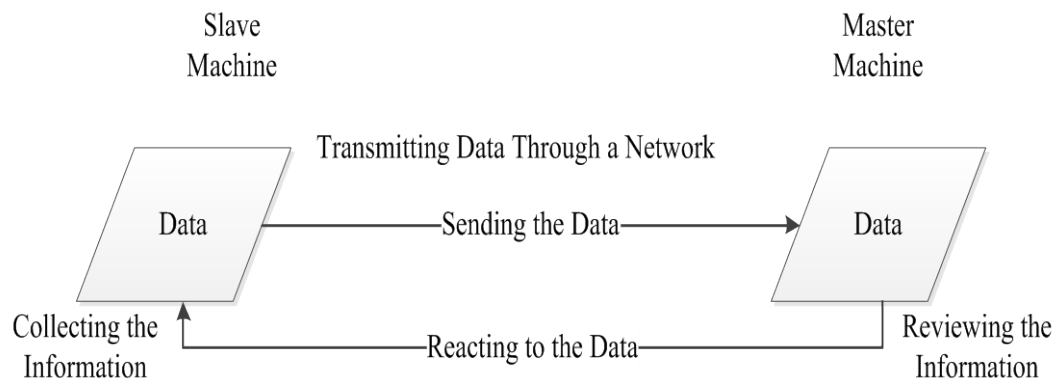 Slave
Machine
Master
Machine
Transmitting Data Through a Network
Data
Sending the Data
Data
Collecting the
Information
Reacting to the Data
Reviewing the
Information